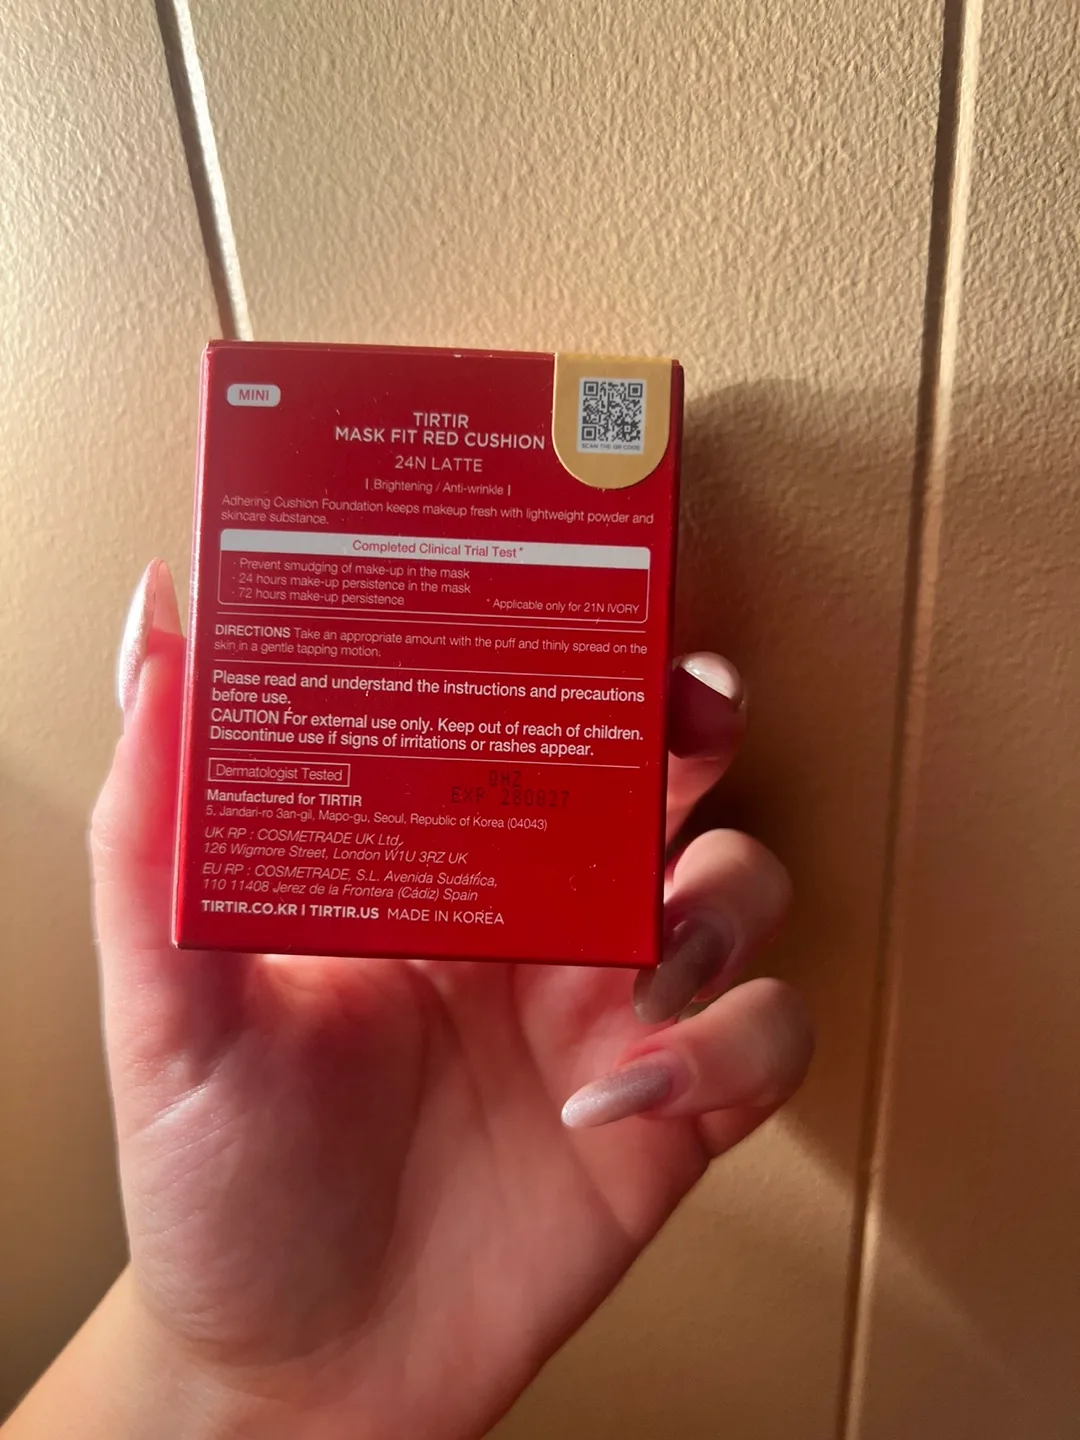 MINI
TIRTIR
MASK FIT RED CUSHION
24N LATTE
| Brightening / Anti-wrinkle |
Adhering Cushion Foundation keeps makeup fresh with lightweight powder and
skincare substance.
Completed Clinical Trial Test*
· Prevent smudging of make-up in the mask
· 24 hours make-up persistence in the mask
· 72 hours make-up persistence
* Applicable only for 21N IVORY
DIRECTIONS Take an appropriate amount with the puff and thinly spread on the
skin in a gentle tapping motion.
Please read and understand the instructions and precautions
before use.
CAUTION For external use only. Keep out of reach of children.
Discontinue use if signs of irritations or rashes appear.
Dermatologist Tested
EXP 280827
Manufactured for TIRTIR
5, Jandari-ro 3an-gil, Mapo-gu, Seoul, Republic of Korea (04043)
UK RP : COSMETRADE UK Ltd,
126 Wigmore Street, London W1U 3RZ UK
EU RP : COSMETRADE, S.L. Avenida Sudáfrica,
110 11408 Jerez de la Frontera (Cádiz) Spain
TIRTIR.CO.KR | TIRTIR.US MADE IN KOREA
SCAN THE QR CODE